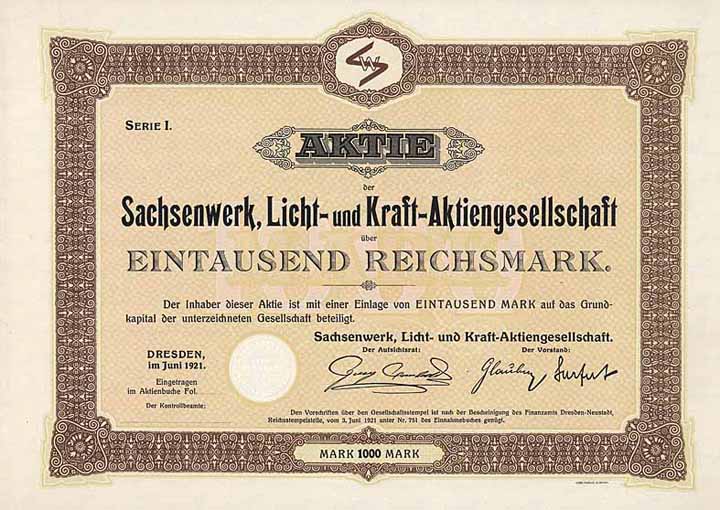 SW
SERIE I.
AKTIE
der
Sachsenwerk, Licht- und Kraft-Aktiengesellschaft
über
EINTAUSEND REICHSMARK.
Der Inhaber dieser Aktie ist mit einer Einlage von EINTAUSEND MARK auf das Grund-
kapital der unterzeichneten Gesellschaft beteiligt.
Sachsenwerk, Licht- und Kraft-Aktiengesellschaft.
Der Aufsichtsrat: Der Vorstand:
DRESDEN,
im Juni 1921.
Eingetragen
im Aktienbuche Fol.
Der Kontrollbeamte:
Den Vorschriften über den Gesellschaftsstempel ist nach der Bescheinigung des Finanzamts Dresden-Neustadt,
Reichsstempelstelle, vom 3. Juni 1921 unter Nr. 751 des Einnahmebuches genügt.
MARK 1000 MARK